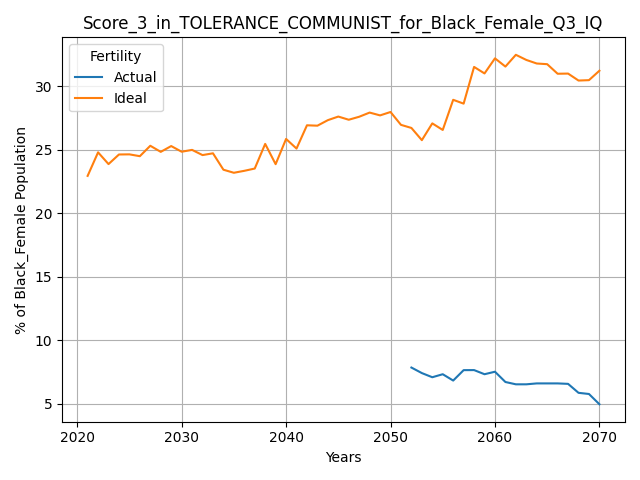 Score_3_in_TOLERANCE_COMMUNIST_for_Black_Female_Q3_IQ
Fertility
Actual
Ideal
% of Black_Female Population
30
25
20
15
10
5
2020
2030
2040
2050
2060
2070
Years